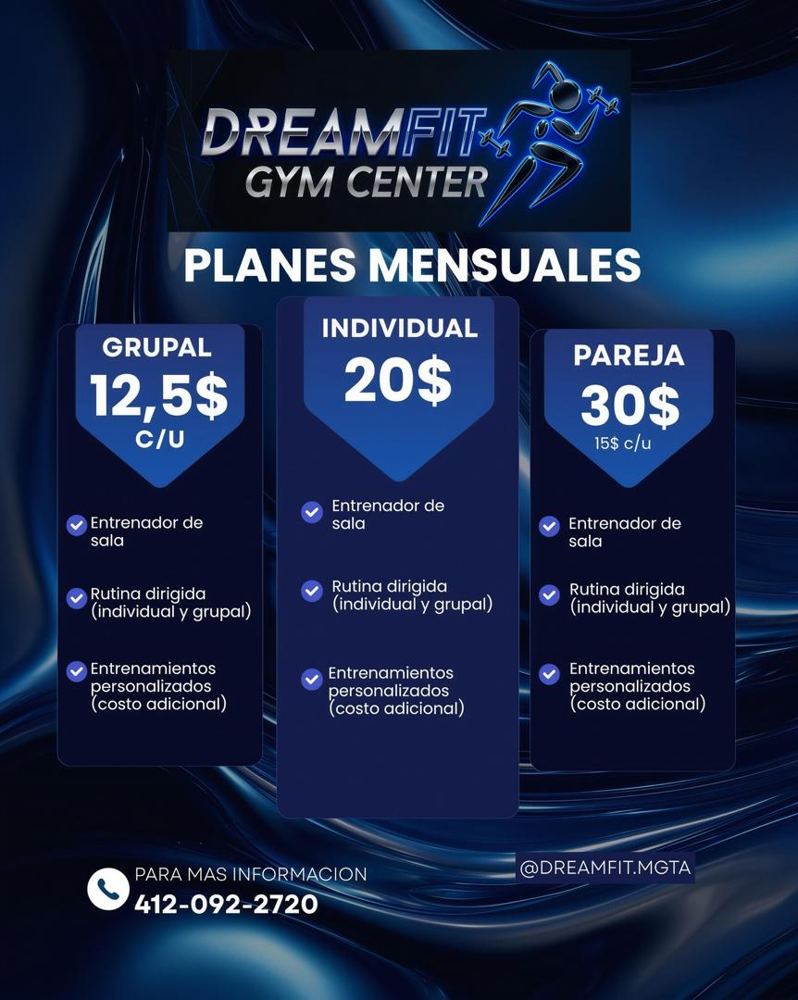 DREAMFIT
GYM CENTER
PLANES MENSUALES
GRUPAL
12,5$
C/U
Entrenador de
sala
Rutina dirigida
(individual y grupal)
Entrenamientos
personalizados
(costo adicional)
INDIVIDUAL
20$
Entrenador de
sala
Rutina dirigida
(individual y grupal)
Entrenamientos
personalizados
(costo adicional)
PAREJA
30$
15$ c/u
Entrenador de
sala
Rutina dirigida
(individual y grupal)
Entrenamientos
personalizados
(costo adicional)
PARA MAS INFORMACION
412-092-2720
@DREAMFIT.MGTA